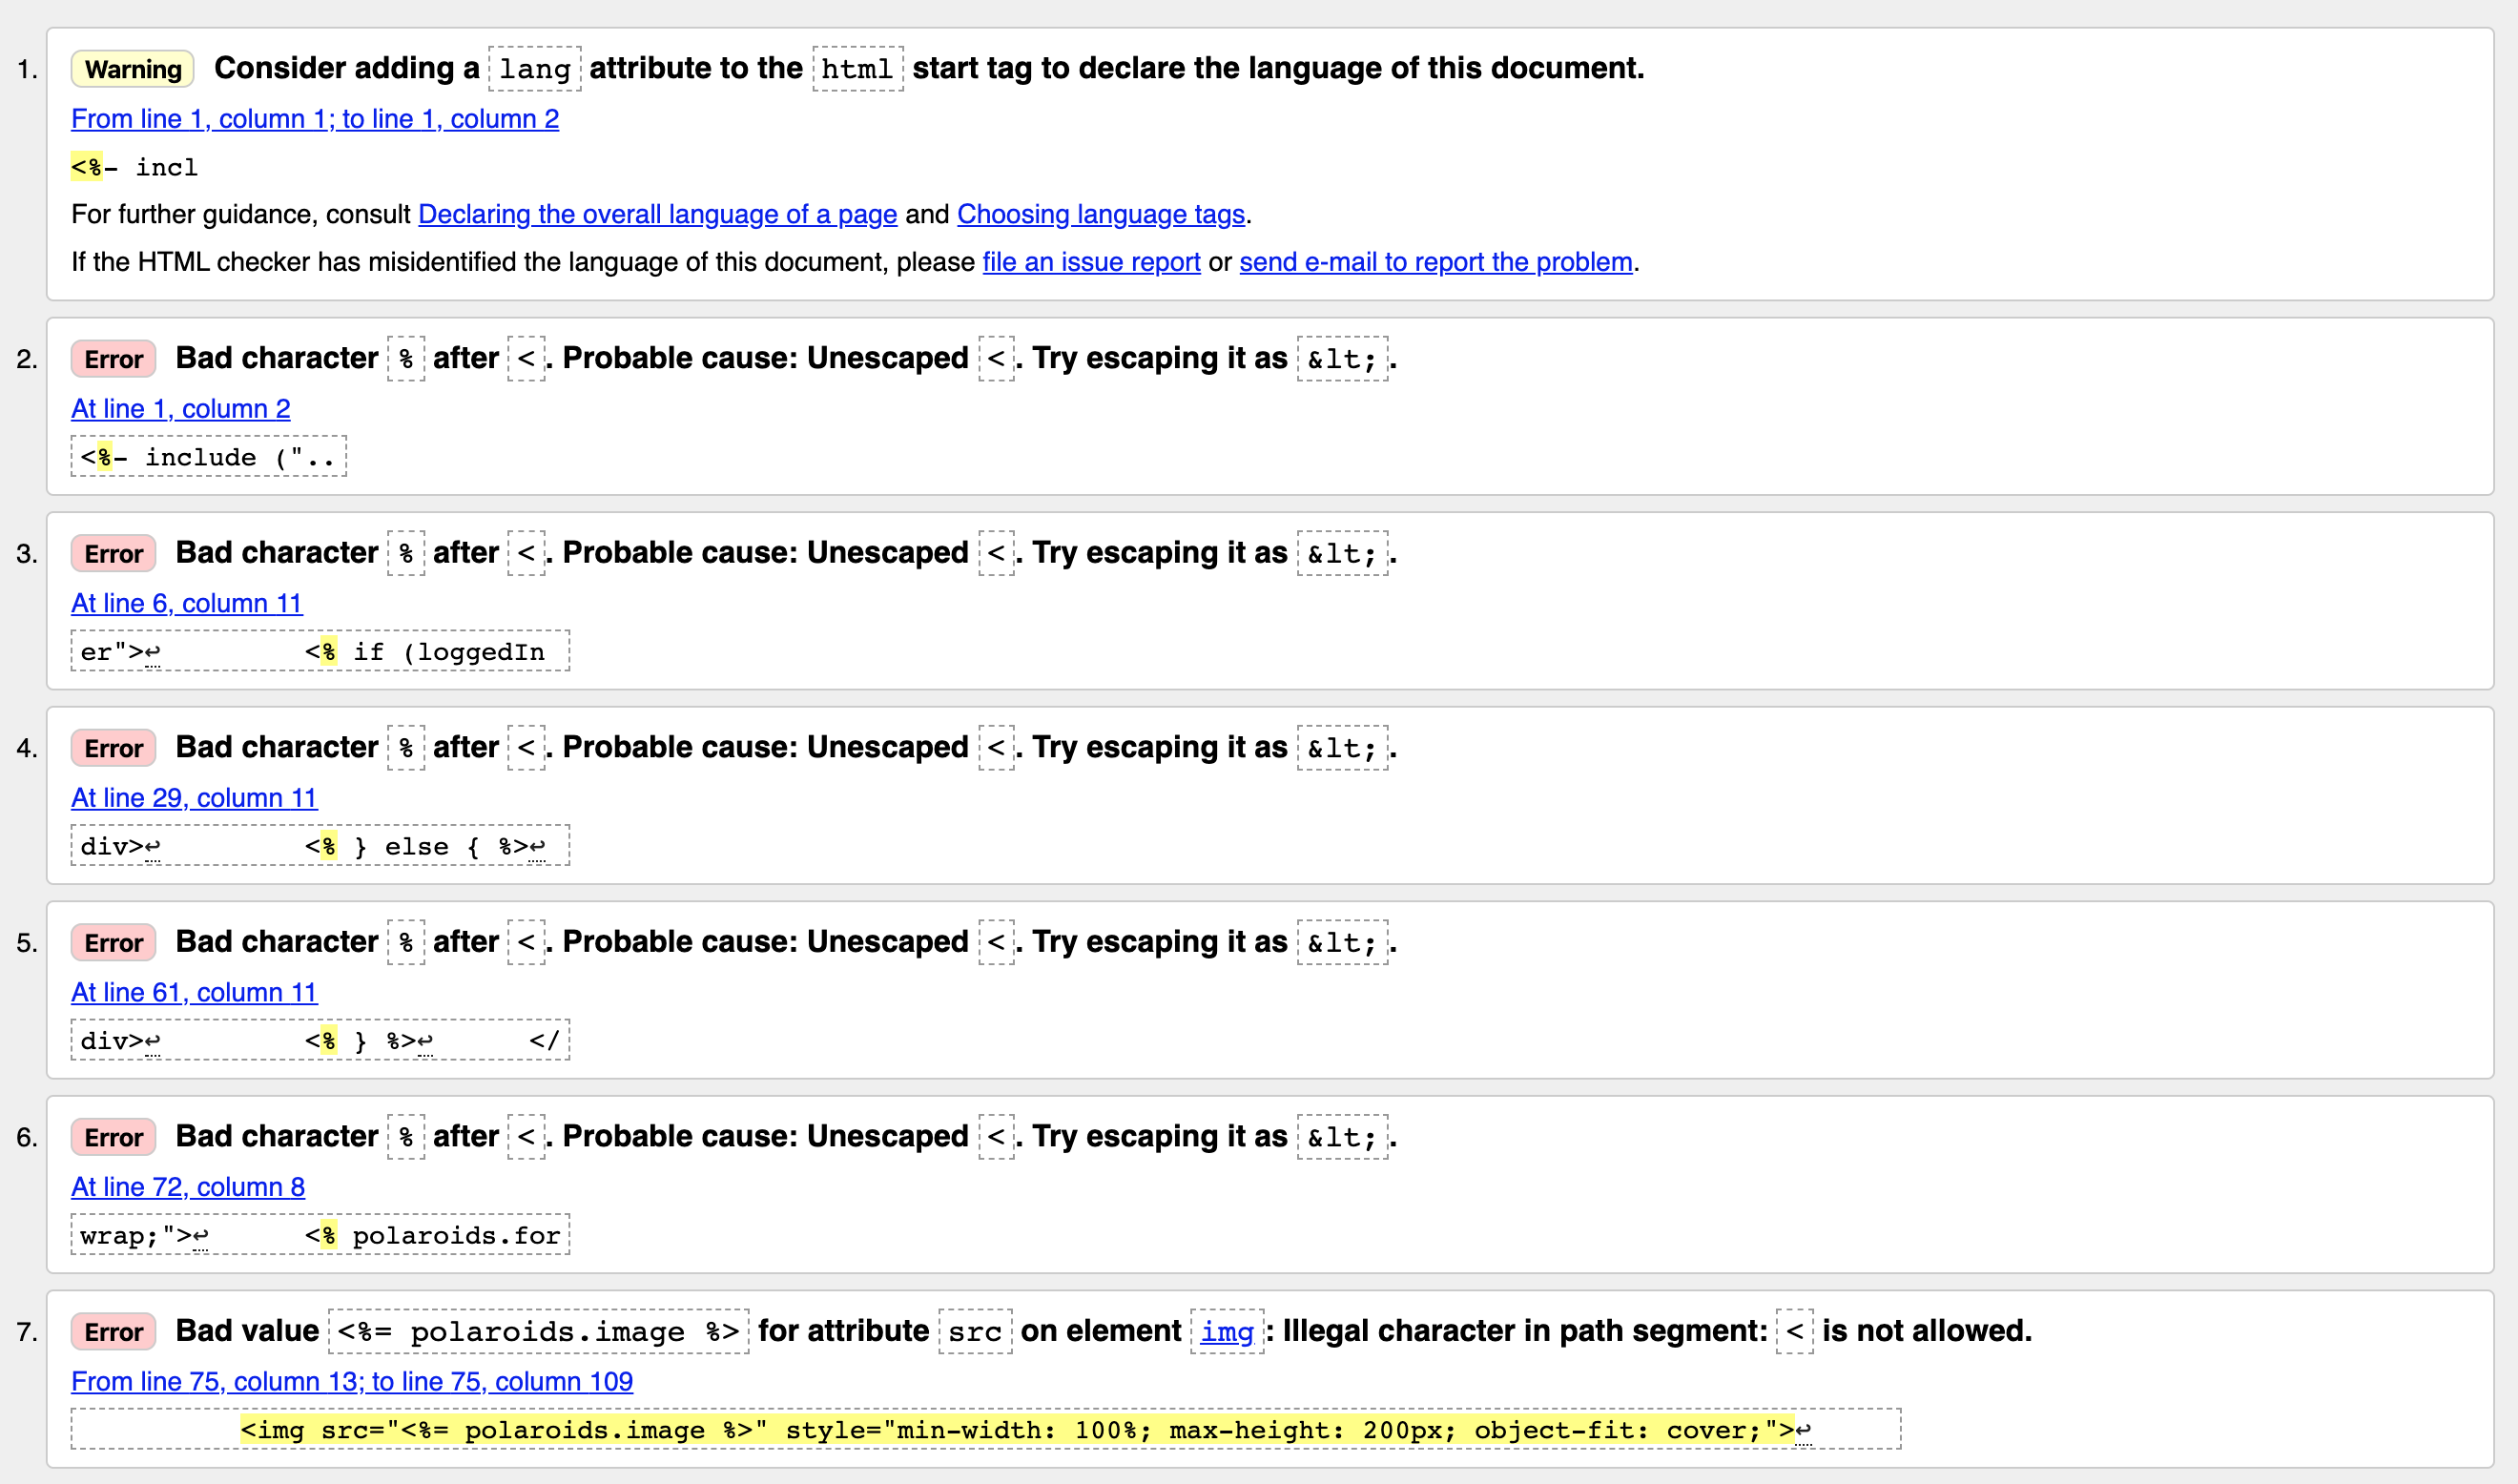 1. Warning Consider adding a lang attribute to the html start tag to declare the language of this document.
From line 1, column 1; to line 1, column 2
<%- incl
For further guidance, consult Declaring the overall language of a page and Choosing language tags.
If the HTML checker has misidentified the language of this document, please file an issue report or send e-mail to report the problem.
2. Error Bad character % after <. Probable cause: Unescaped <. Try escaping it as &lt;.
At line 1, column 2
<%- include ("..
3. Error Bad character % after <. Probable cause: Unescaped <. Try escaping it as &lt;.
At line 6, column 11
er">↩         <% if (loggedIn
4. Error Bad character % after <. Probable cause: Unescaped <. Try escaping it as &lt;.
At line 29, column 11
div>↩         <% } else { %>↩
5. Error Bad character % after <. Probable cause: Unescaped <. Try escaping it as &lt;.
At line 61, column 11
div>↩         <% } %>↩      </
6. Error Bad character % after <. Probable cause: Unescaped <. Try escaping it as &lt;.
At line 72, column 8
wrap;">↩      <% polaroids.for
7. Error Bad value <%= polaroids.image %> for attribute src on element img: Illegal character in path segment: < is not allowed.
From line 75, column 13; to line 75, column 109
<img src="<%= polaroids.image %>" style="min-width: 100%; max-height: 200px; object-fit: cover;">↩